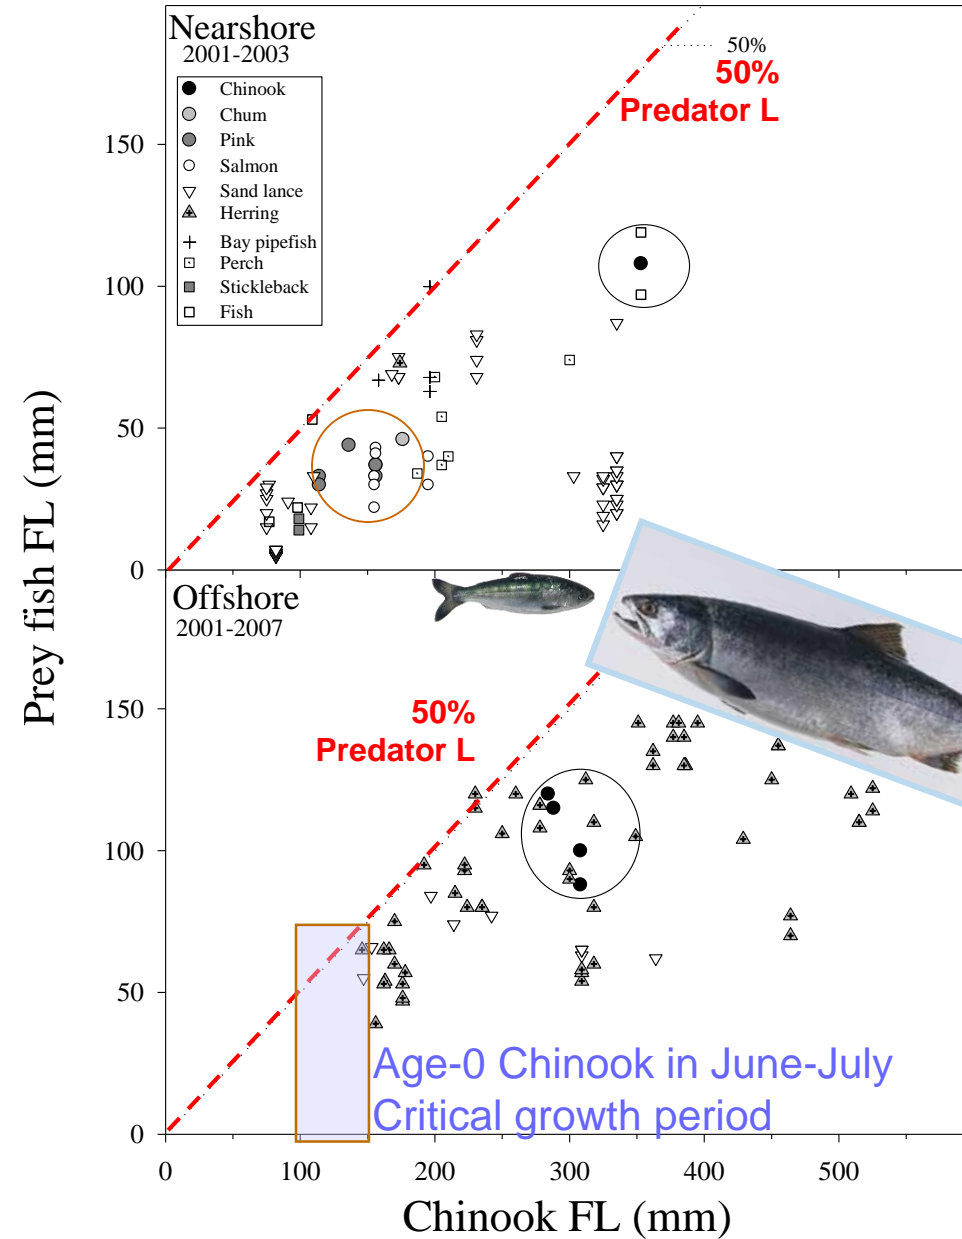 Nearshore
2001-2003
Chinook
Chum
Pink
Salmon
Sand lance
Herring
Bay pipefish
Perch
Stickleback
Fish
50%
50%
Predator L
150
100
50
0
Prey fish FL (mm)
Offshore
2001-2007
50%
Predator L
150
100
50
0
Age-0 Chinook in June-July
Critical growth period
0 100 200 300 400 500
Chinook FL (mm)